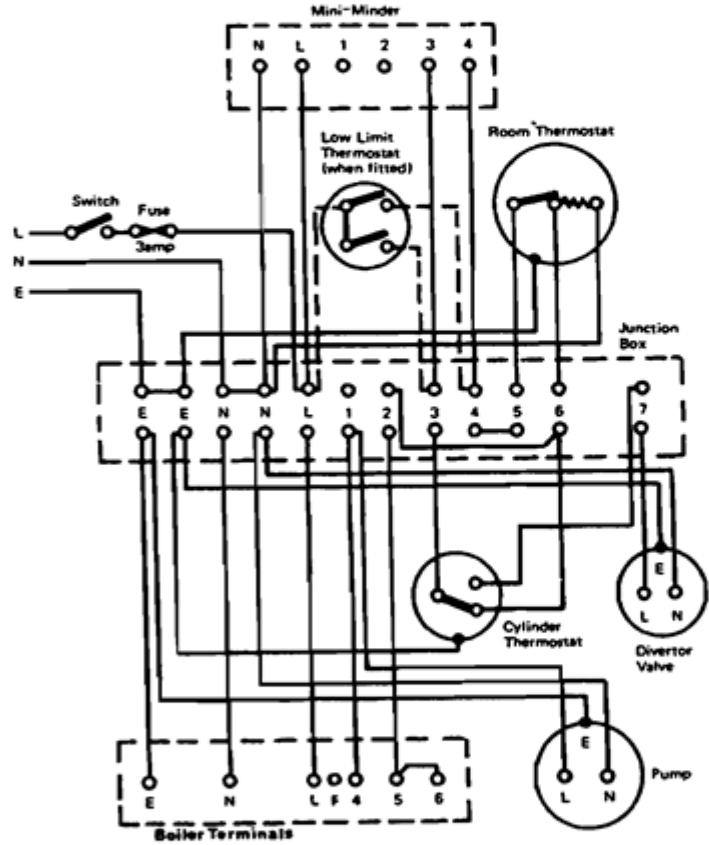 Mini-Minder
N L 1 2 3 4
Low Limit
Thermostat
(when fitted)
Room Thermostat
Switch
Fuse
3amp
L
N
E
Junction
Box
E E N N L 1 2 3 4 5 6 7
Cylinder
Thermostat
E
L N
Divertor
Valve
E
L N
Pump
E N L F 4 5 6
Boiler Terminals